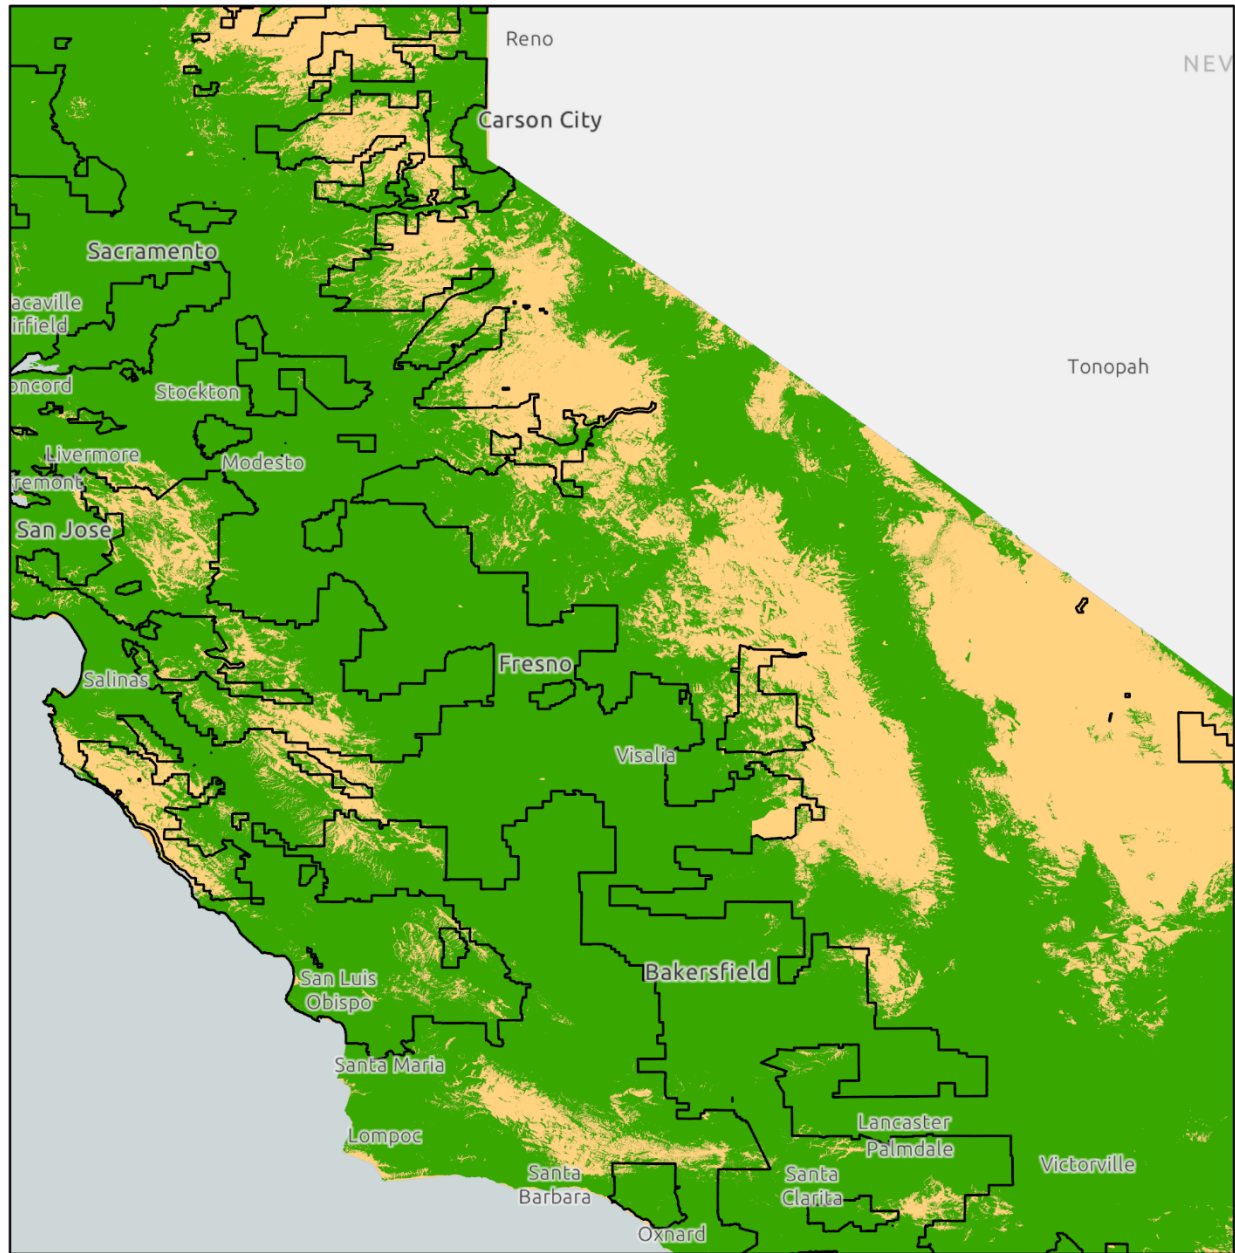 Reno
NEV
Carson City
Sacramento
acaville
irfield
Tonopah
oncord
Stockton
Livermore
Modesto
remont
San Jose
Fresno
Salinas
Visalia
Bakersfield
San Luis
Obispo
Santa Maria
Lancaster
Lompoc
Palmdale
Victorville
Santa
Barbara
Santa
Clarita
Oxnard